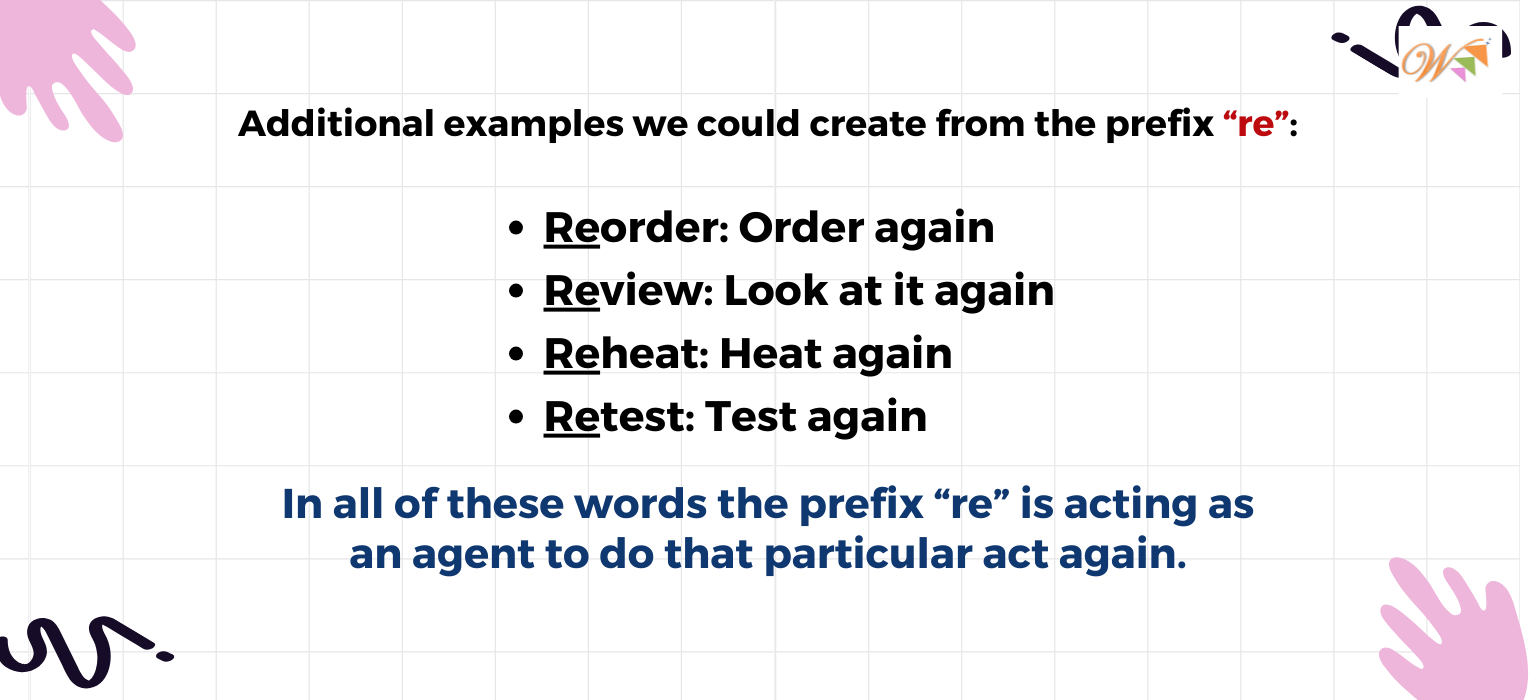 Additional examples we could create from the prefix “re”:
• Reorder: Order again
• Review: Look at it again
• Reheat: Heat again
• Retest: Test again
In all of these words the prefix “re” is acting as
an agent to do that particular act again.
W